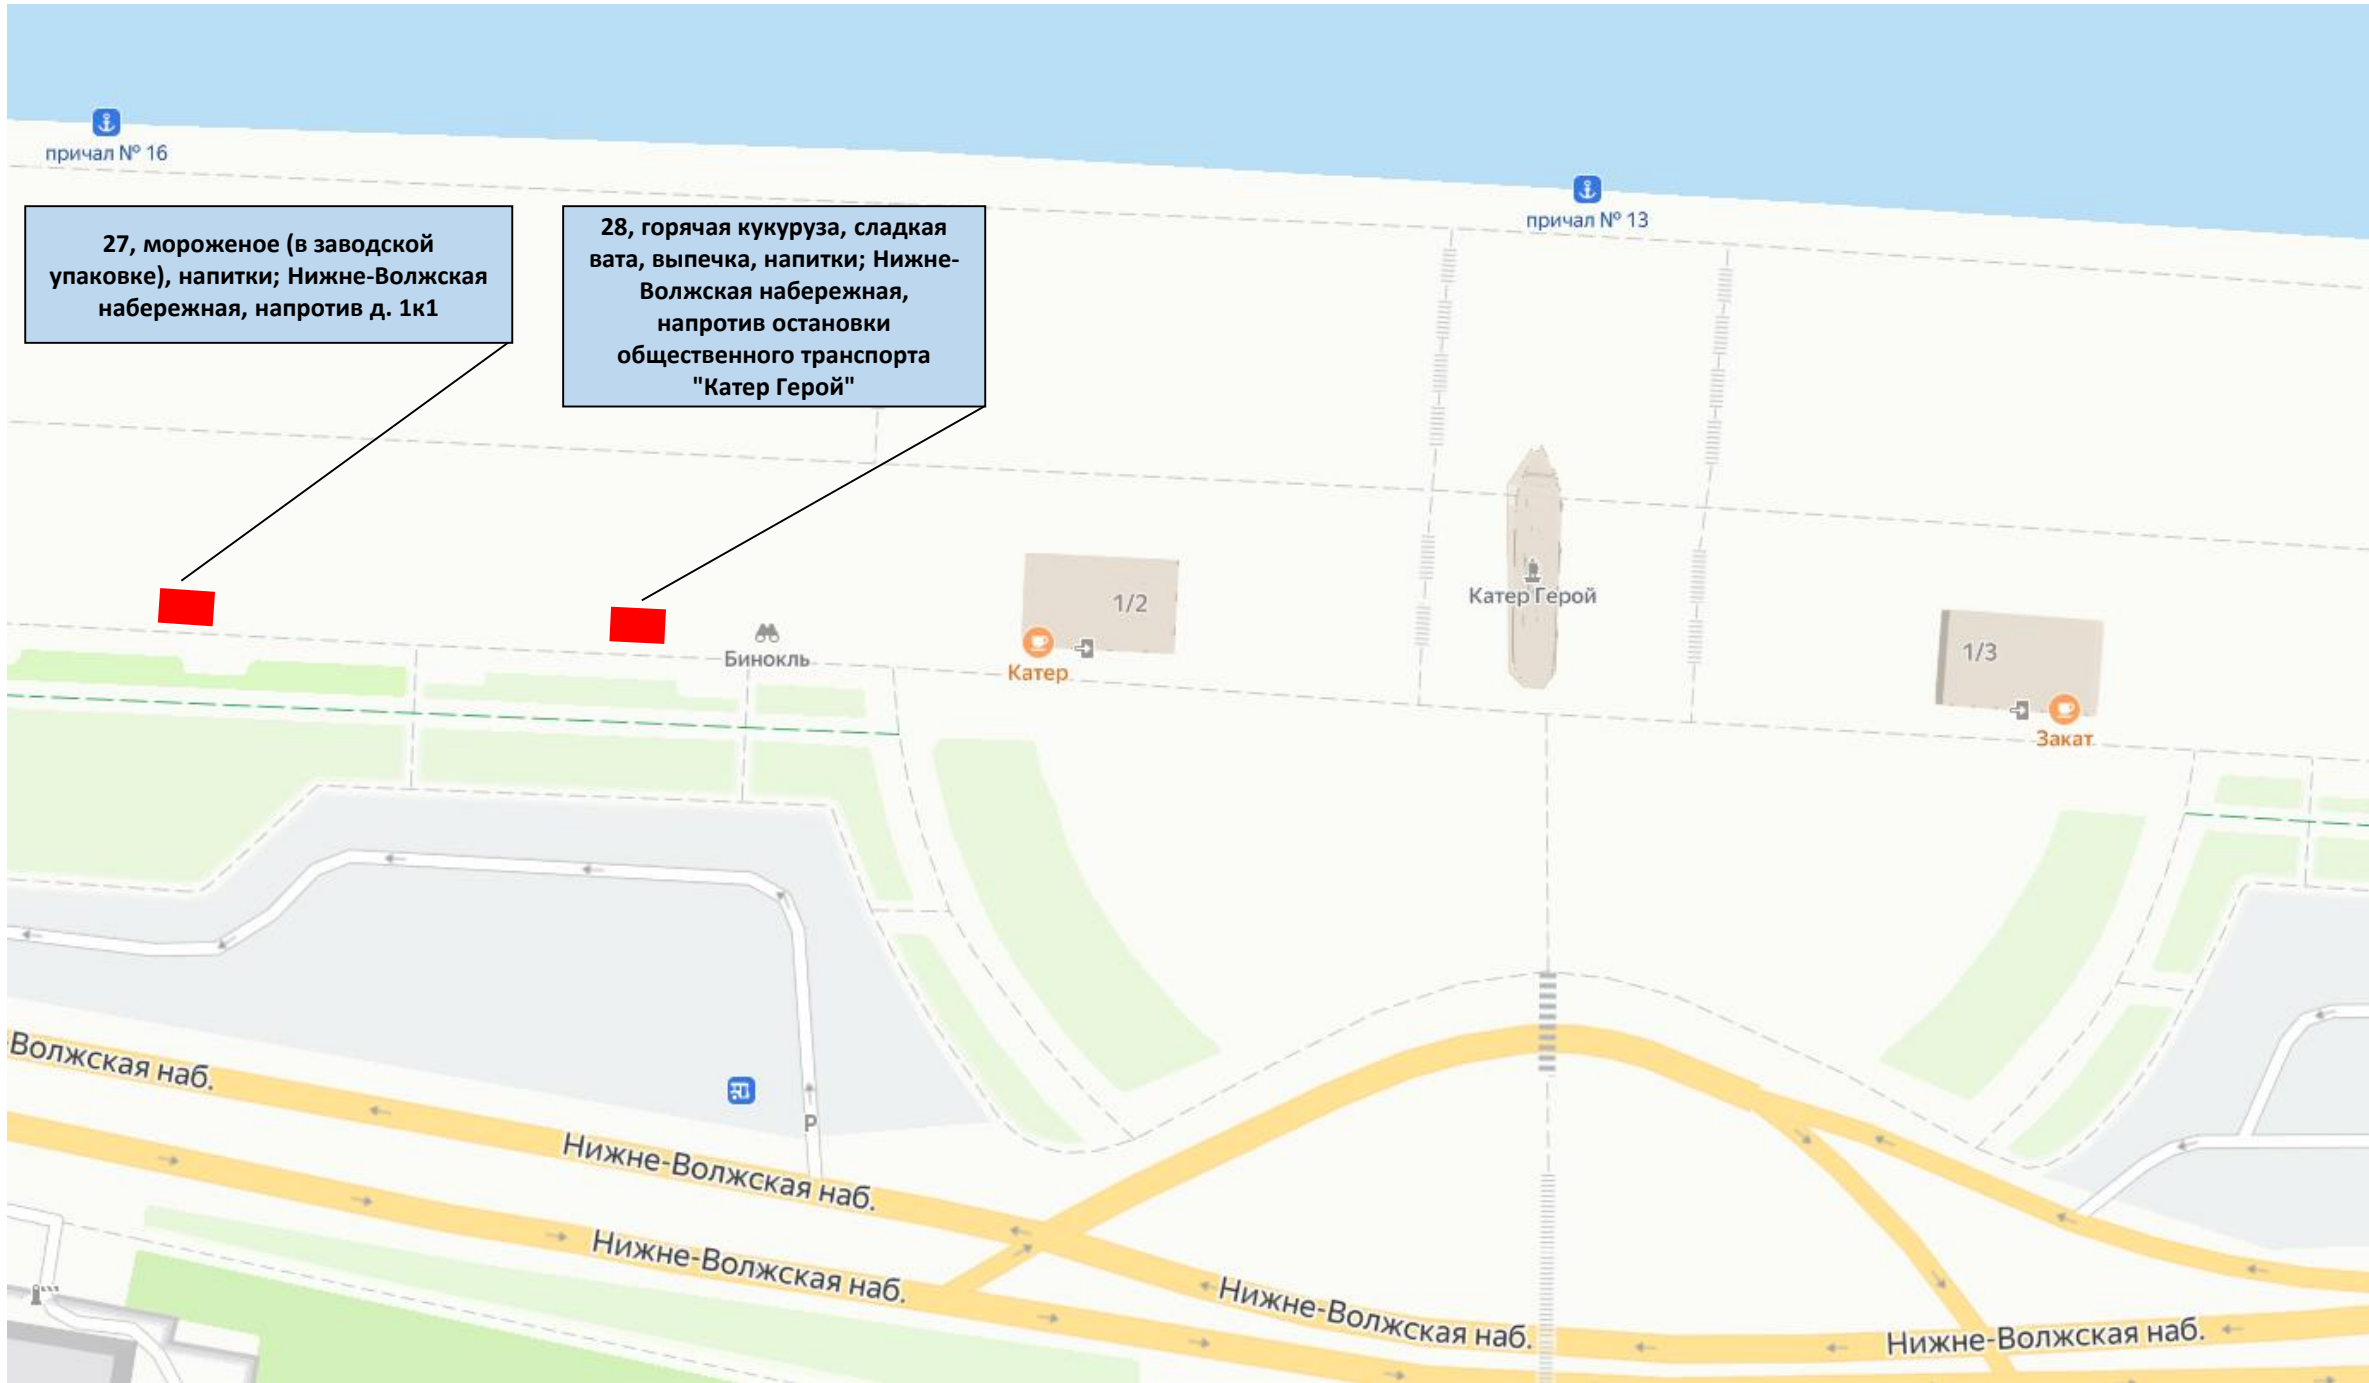 причал № 16
причал № 13
27, мороженое (в заводской
упаковке), напитки; Нижне-Волжская
набережная, напротив д. 1к1
28, горячая кукуруза, сладкая
вата, выпечка, напитки; Нижне-
Волжская набережная,
напротив остановки
общественного транспорта
"Катер Герой"
1/2
Катер Герой
Бинокль
Катер
1/3
Закат
-Волжская наб.
P
Нижне-Волжская наб.
Нижне-Волжская наб.
Нижне-Волжская наб.
Нижне-Волжская наб.